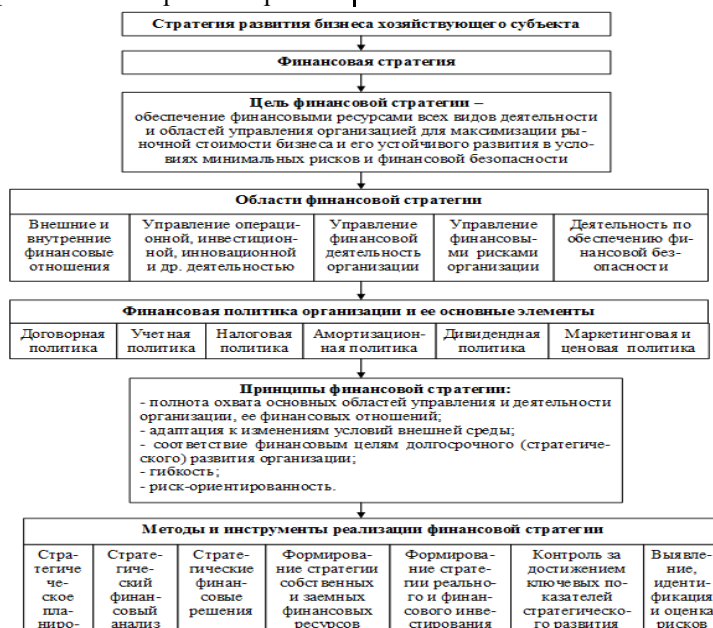 Стратегия развития бизнеса хозяйствующего субъекта
Финансовая стратегия
Цель финансовой стратегии –
обеспечение финансовыми ресурсами всех видов деятельности
и областей управления организацией для максимизации ры-
ночной стоимости бизнеса и его устойчивого развития в усло-
виях минимальных рисков и финансовой безопасности
Области финансовой стратегии
Внешние и
внутренние
финансовые
отношения
Управление операци-
онной, инвестицион-
ной, инновационной
и др. деятельностью
Управление
финансовой
деятельность
организации
Управление
финансовы-
ми рисками
организации
Деятельность по
обеспечению фи-
нансовой без-
опасности
Финансовая политика организации и ее основные элементы
Договорная
политика
Учетная
политика
Налоговая
политика
Амортизацион-
ная политика
Дивидендная
политика
Маркетинговая и
ценовая политика
Принципы финансовой стратегии:
- полнота охвата основных областей управления и деятельности
организации, ее финансовых отношений;
- адаптация к изменениям условий внешней среды;
- соответствие финансовым целям долгосрочного (стратегиче-
ского) развития организации;
- гибкость;
- риск-ориентированность.
Методы и инструменты реализации финансовой стратегии
Стра-
тегиче
че-
ское
пла-
ниро-
Страте-
гиче-
ский
финан-
совый
анализ
Страте-
гические
финан-
совые
решения
Формирова-
ние стратегии
собственных
и заемных
финансовых
ресурсов
Формирова-
ние страте-
гии реально-
го и финан-
сового инве-
стирования
Контроль за
достижением
ключевых по-
казателей
стратегическо-
го развития
Выявле-
ние,
иденти-
фикация
и оценка
рисков